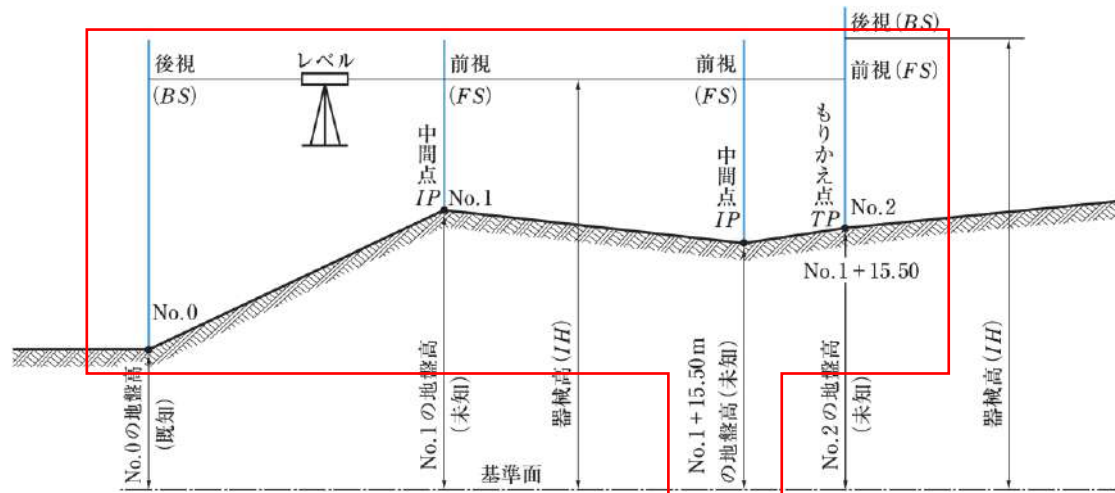 後視(BS)
後視
(BS)
レベル
前視
(FS)
前視
(FS)
前視(FS)
中間点
IP
No.1
中間点
IP
もりかえ点
TP
No.2
No.1+15.50
No.0
No.0の地盤高
(既知)
No.1の地盤高
(未知)
器械高(IH)
No.1+15.50m
の地盤高(未知)
No.2の地盤高
(未知)
器械高(IH)
基準面